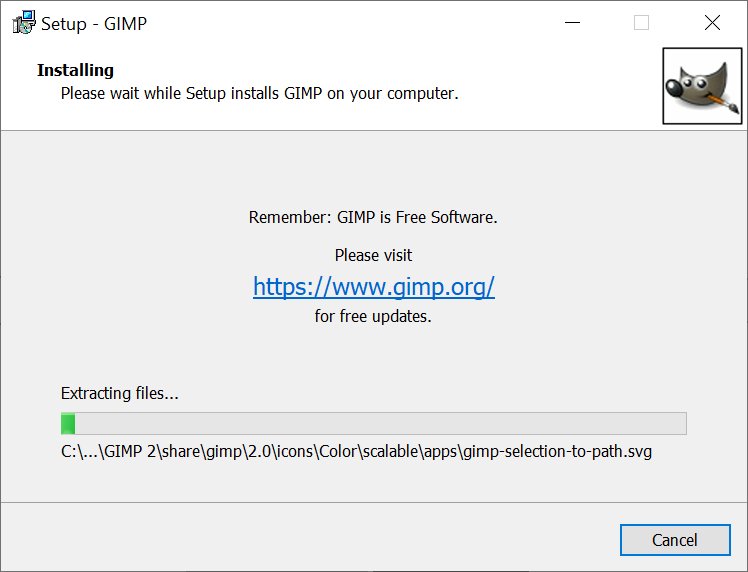 Setup - GIMP
Installing
Please wait while Setup installs GIMP on your computer.
Remember: GIMP is Free Software.
Please visit
https://www.gimp.org/
for free updates.
Extracting files...
C:\...\GIMP 2\share\gimp\2.0\icons\Color\scalable\apps\gimp-selection-to-path.svg
Cancel